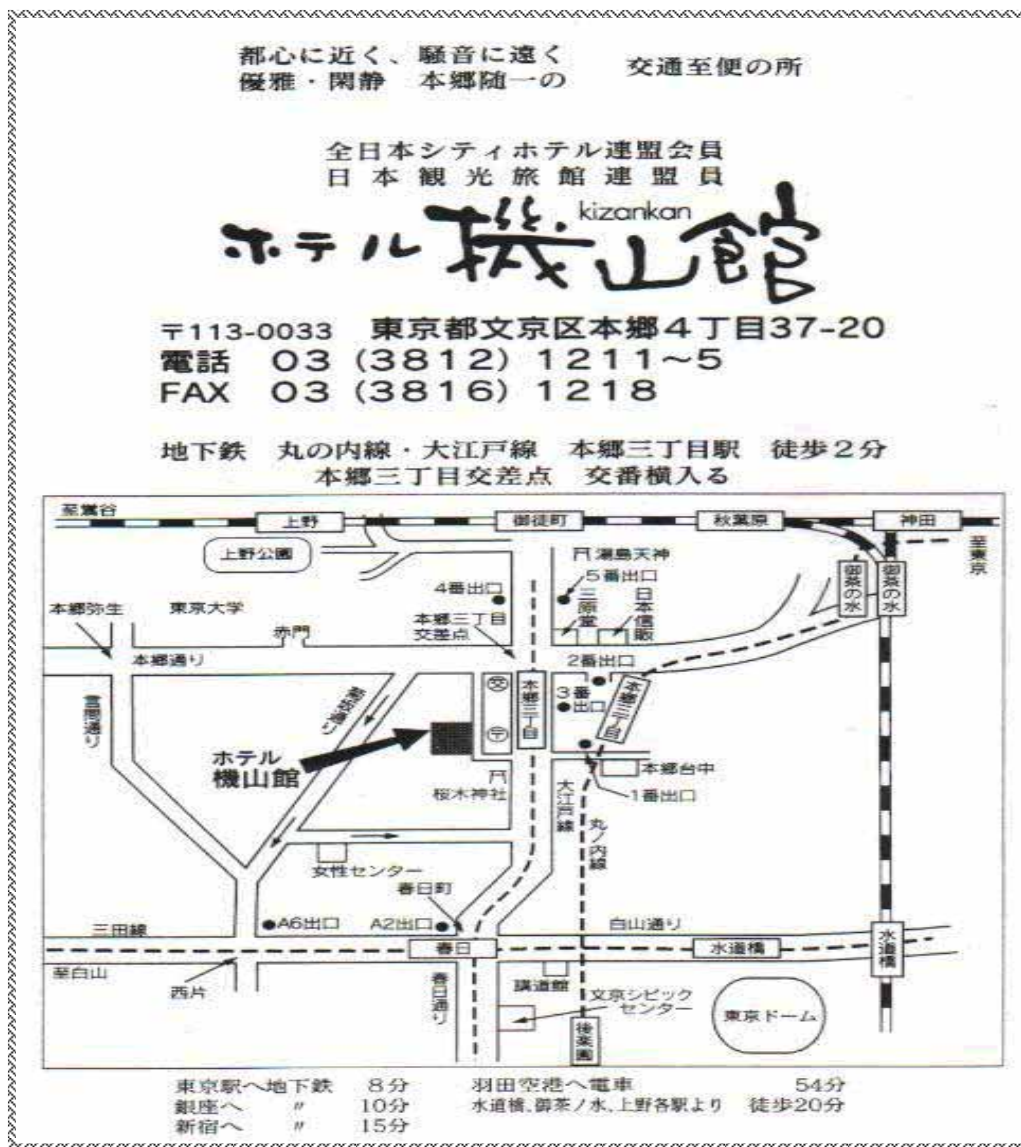 都心に近く、騒音に遠く
優雅・閑静　本郷随一の　交通至便の所
全日本シティホテル連盟会員
日本観光旅館連盟員
kizankan
ホテル 機山館
〒113-0033　東京都文京区本郷4丁目37-20
電話　03 (3812) 1211～5
FAX　03 (3816) 1218
地下鉄　丸の内線・大江戸線　本郷三丁目駅　徒歩2分
本郷三丁目交差点　交番横入る
至鶯谷
上野
御徒町
秋葉原
神田
至東京
上野公園
湯島天神
御茶の水
御茶の水
4番出口
5番出口
三原堂
日本信販
本郷弥生
東京大学
赤門
本郷三丁目
交差点
本郷通り
2番出口
言問通り
菊坂通り
交
本郷三丁目
3番
出口
本郷三丁目
〒
ホテル
機山館
桜木神社
本郷台中
1番出口
大江戸線
丸ノ内線
女性センター
春日町
A6出口
A2出口
白山通り
三田線
春日
水道橋
水道橋
至白山
西片
春日通り
講道館
文京シビック
センター
後楽園
東京ドーム
東京駅へ地下鉄　8分
銀座へ　〃　10分
新宿へ　〃　15分
羽田空港へ電車　54分
水道橋、御茶ノ水、上野各駅より　徒歩20分